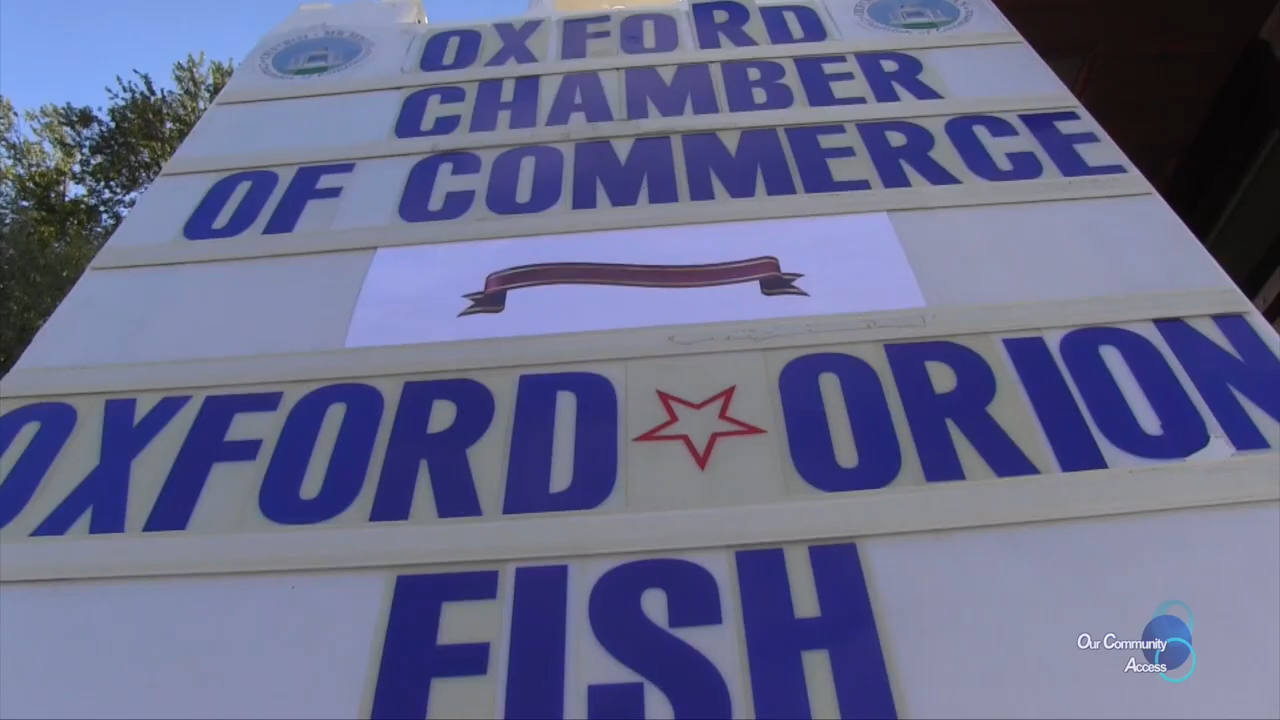 OXFORD
CHAMBER
OF COMMERCE
OXFORD ORION
FISH
Our Community
Access